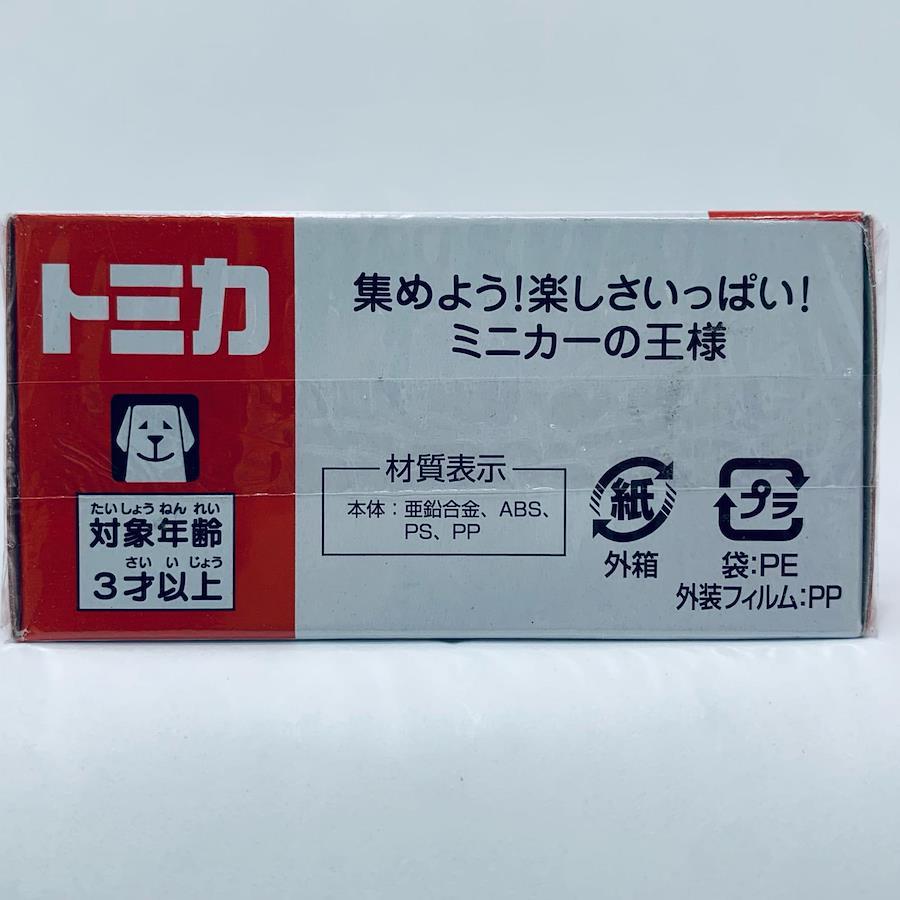 トミカ
集めよう!楽しさいっぱい!
ミニカーの王様
たいしょう ねん れい
対象年齢
さい い じょう
3才以上
材質表示
本体:亜鉛合金、ABS、
PS、PP
紙
外箱
プラ
袋:PE
外装フィルム:PP